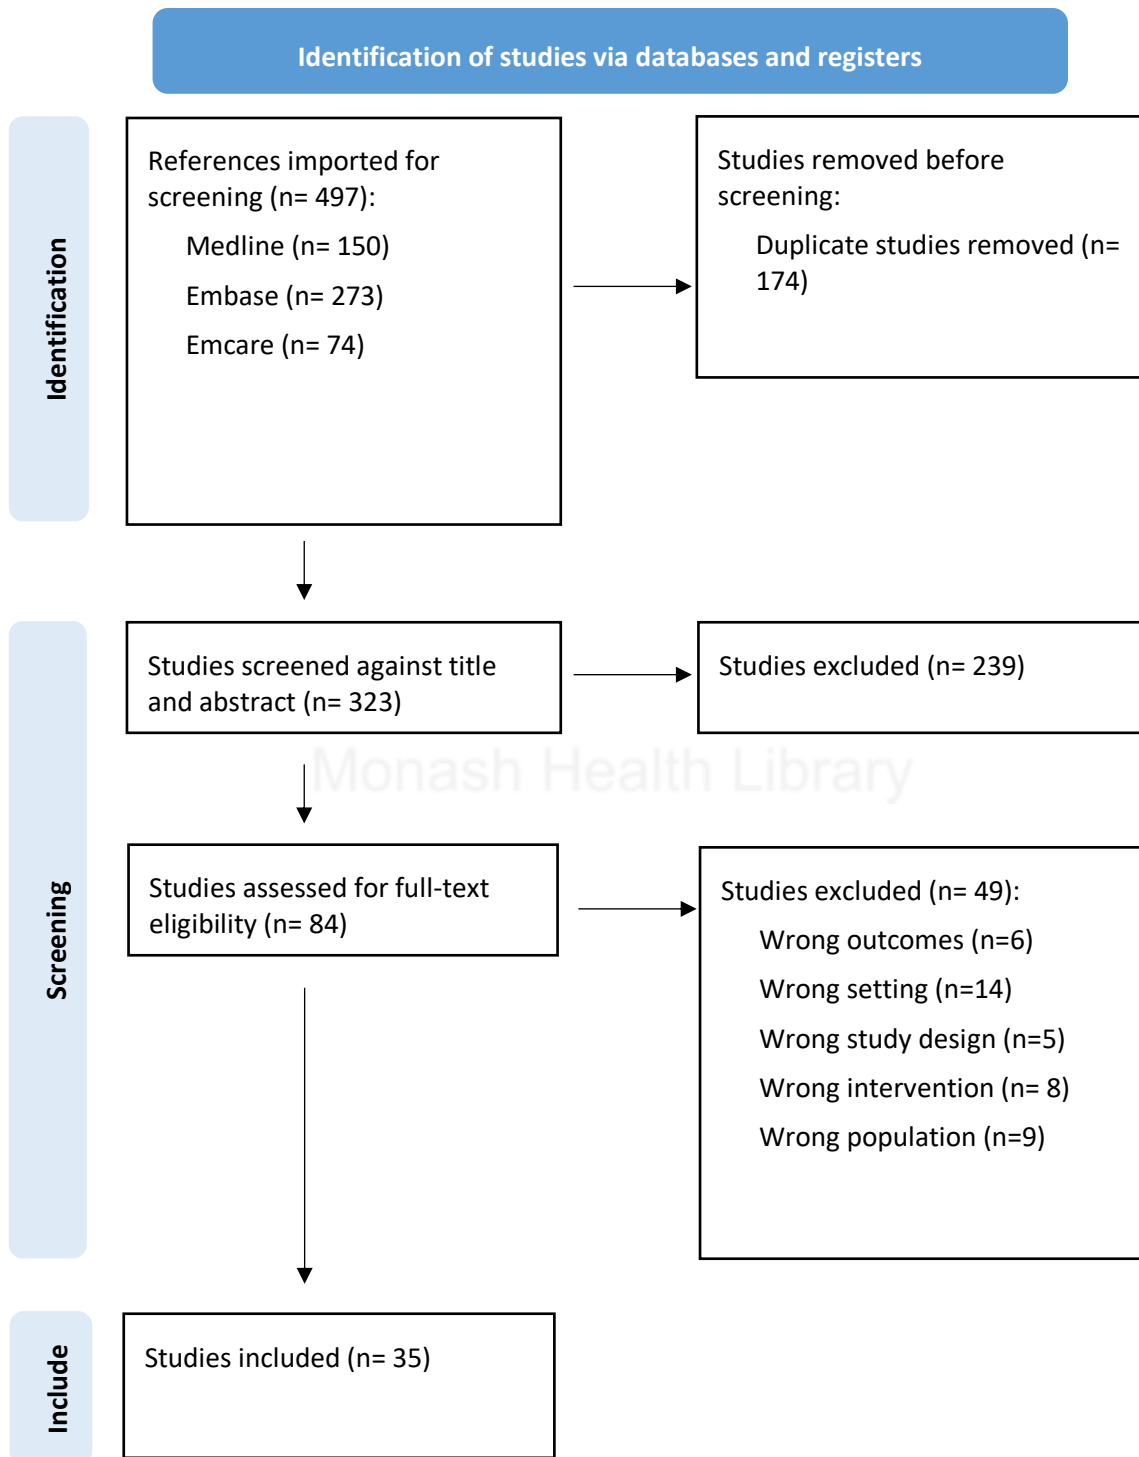 Identification of studies via databases and registers
Identification
References imported for
screening (n= 497):
Medline (n= 150)
Embase (n= 273)
Emcare (n= 74)
Studies removed before
screening:
Duplicate studies removed (n=
174)
Screening
Studies screened against title
and abstract (n= 323)
Studies excluded (n= 239)
Monash Health Library
Studies assessed for full-text
eligibility (n= 84)
Studies excluded (n= 49):
Wrong outcomes (n=6)
Wrong setting (n=14)
Wrong study design (n=5)
Wrong intervention (n= 8)
Wrong population (n=9)
Include
Studies included (n= 35)